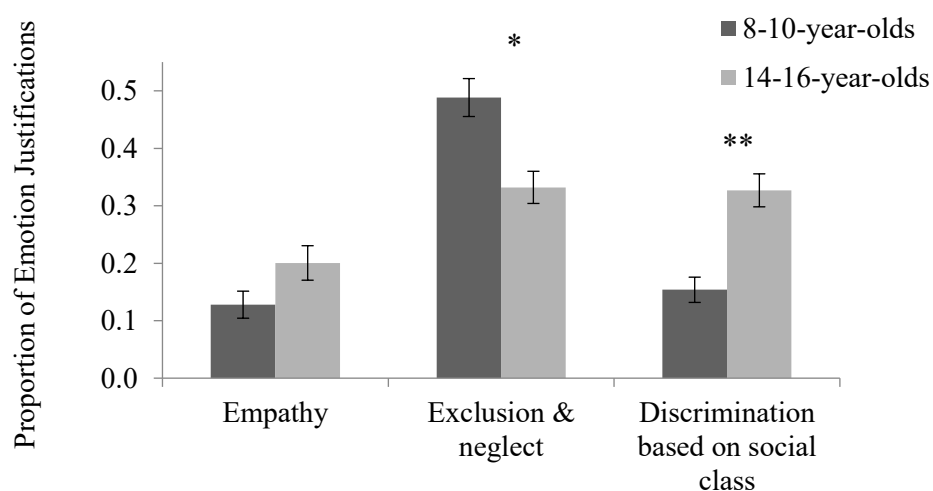 Proportion of Emotion Justifications
8-10-year-olds
14-16-year-olds
*
**
0.5
0.4
0.3
0.2
0.1
0.0
Empathy
Exclusion &
neglect
Discrimination
based on social
class